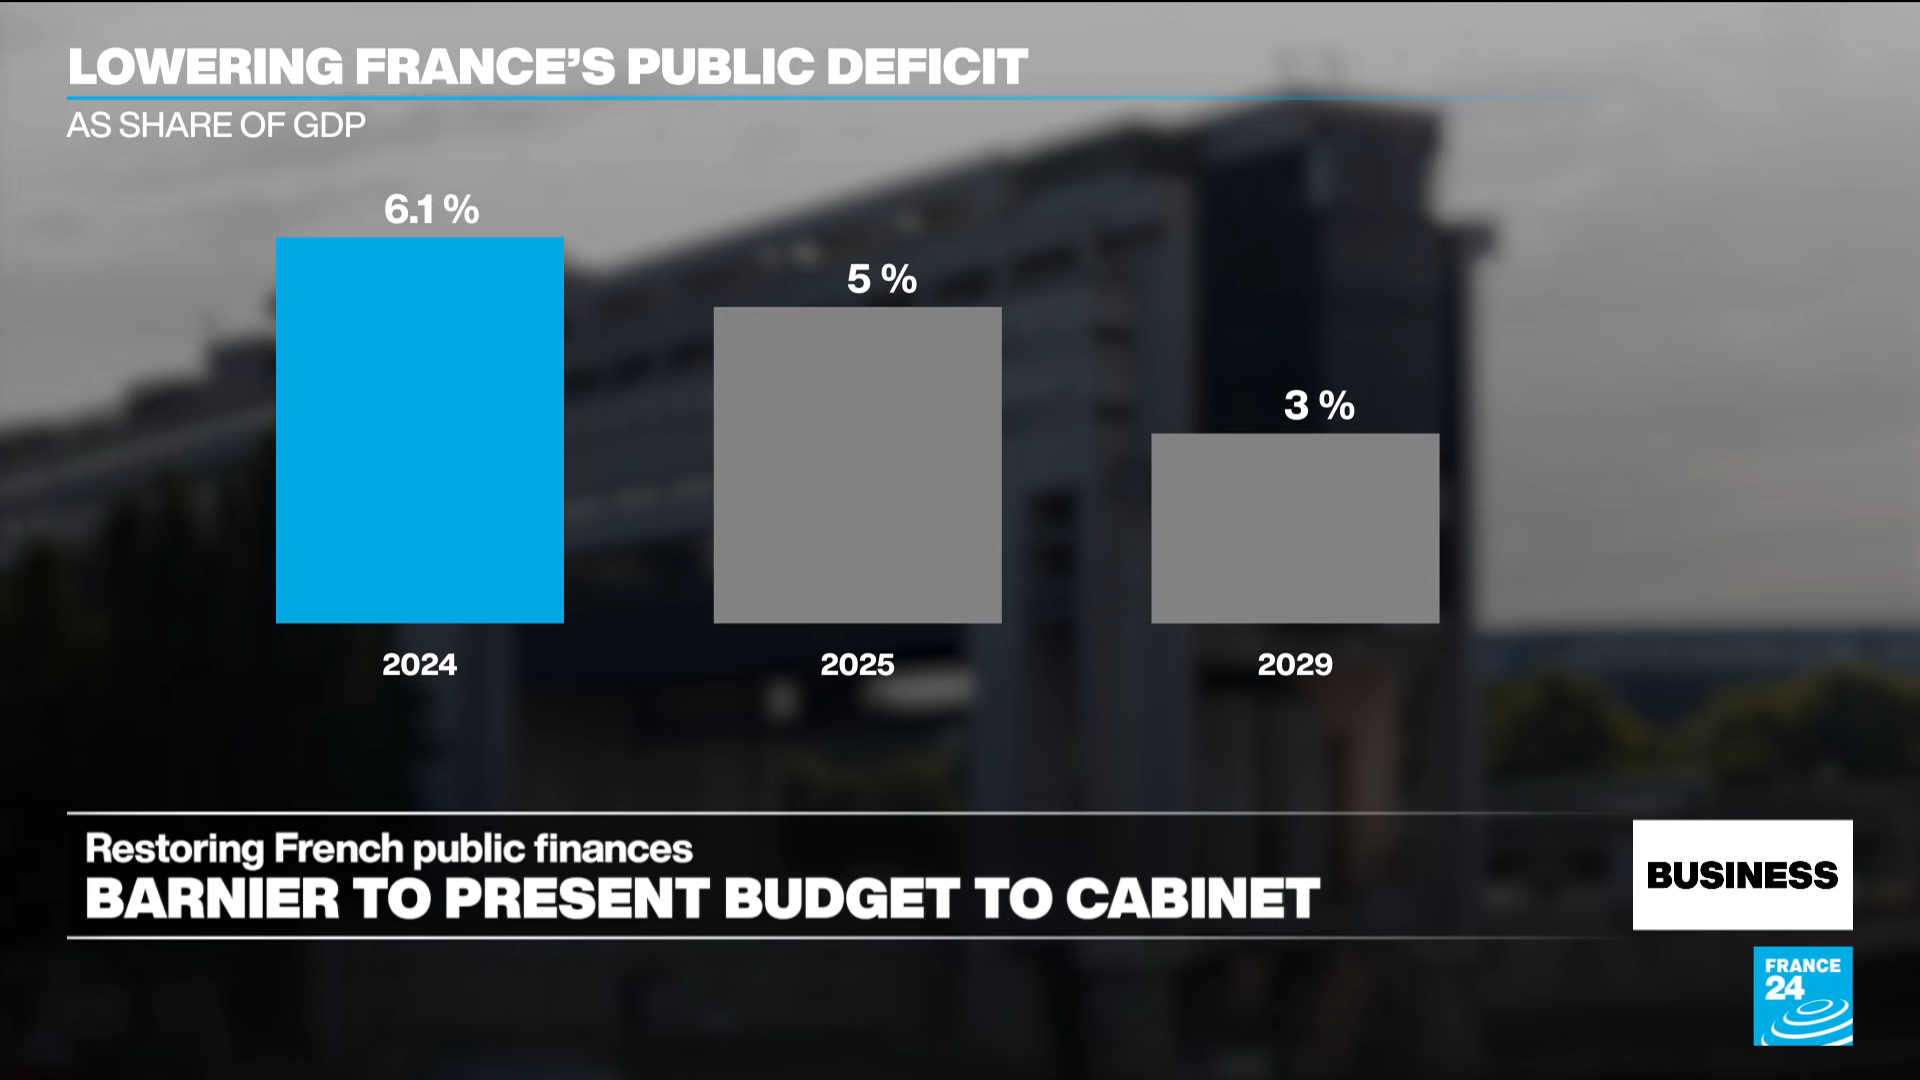 LOWERING FRANCE’S PUBLIC DEFICIT
AS SHARE OF GDP
6.1 %
5 %
3 %
2024
2025
2029
Restoring French public finances
BARNIER TO PRESENT BUDGET TO CABINET
BUSINESS
FRANCE
24